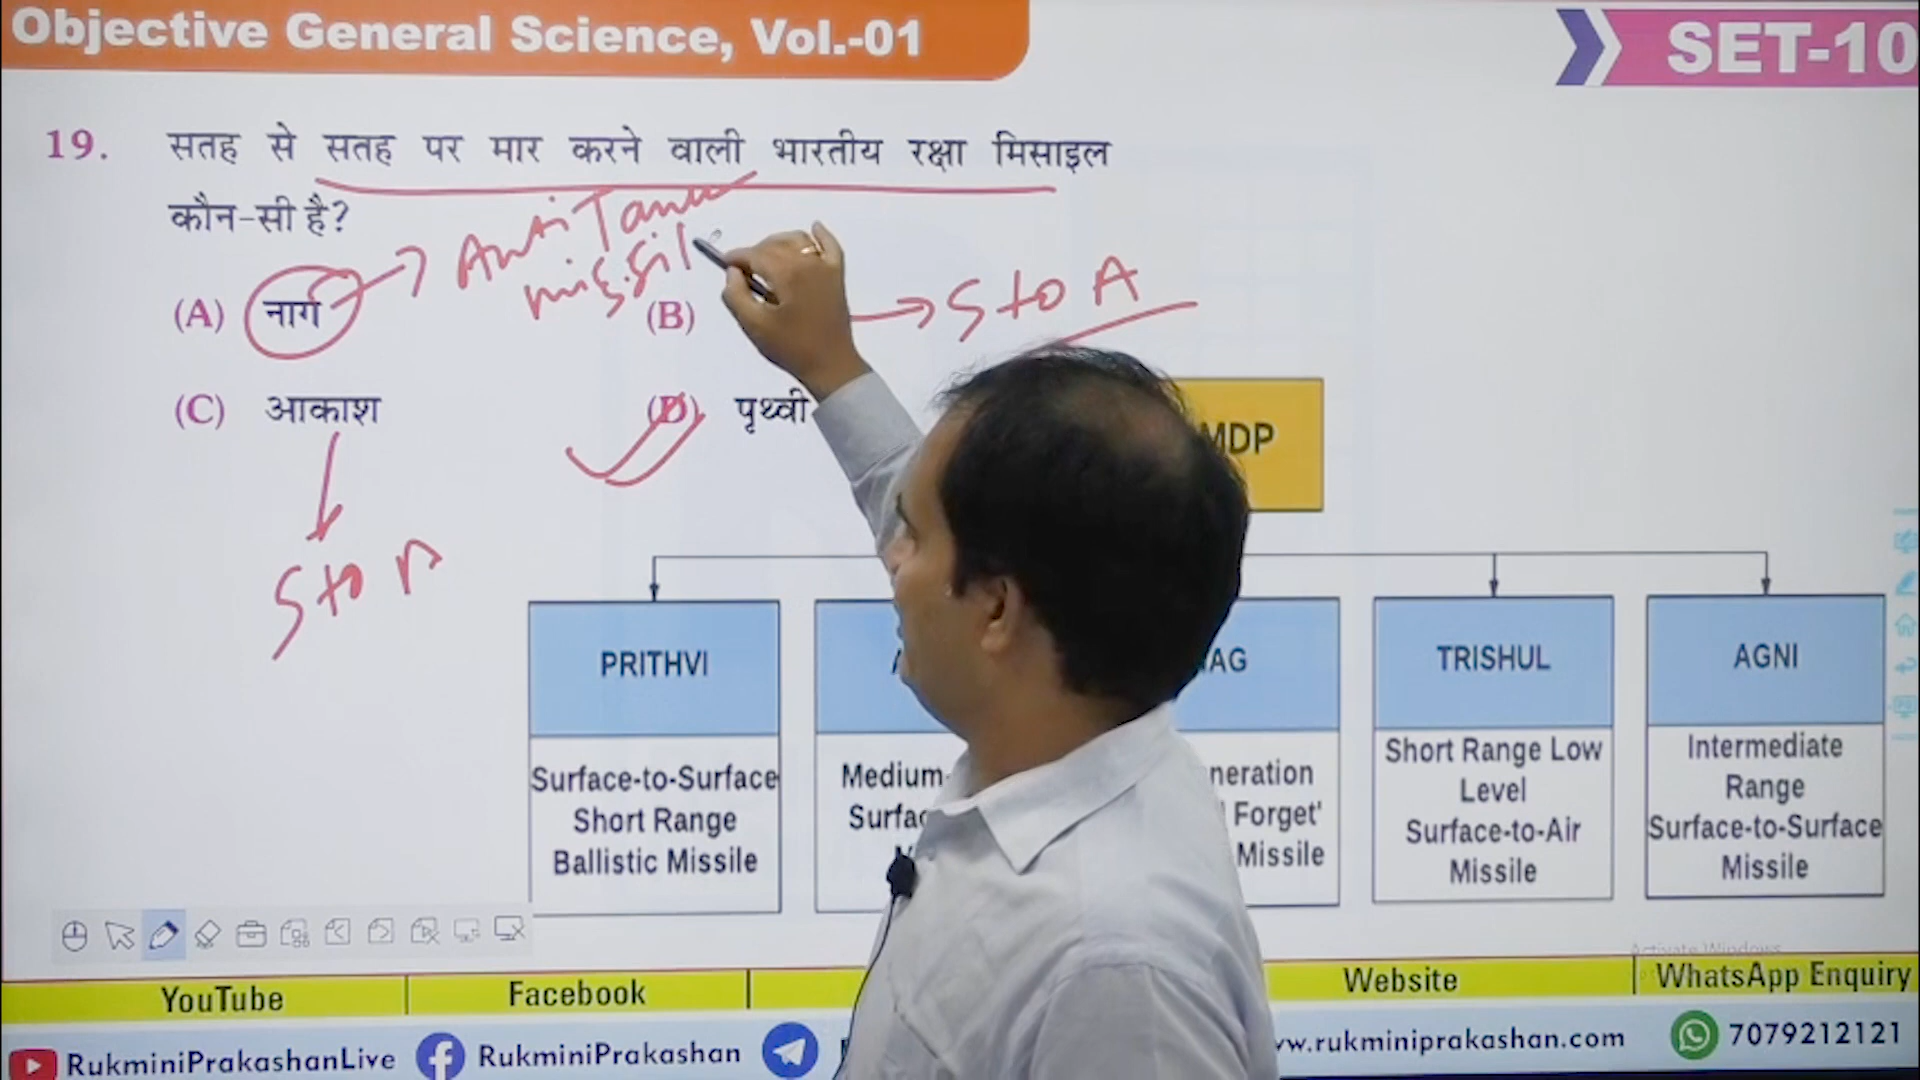 Objective General Science, Vol.-01
SET-10
19. सतह से सतह पर मार करने वाली भारतीय रक्षा मिसाइल
कौन-सी है?
Anti Tank
missile
(A) नाग
(B)
S to A
(C) आकाश
(D) पृथ्वी
S to A
MDP
PRITHVI
AG
TRISHUL
AGNI
Surface-to-Surface
Short Range
Ballistic Missile
Medium-
Surfac
neration
Forget'
Missile
Short Range Low
Level
Surface-to-Air
Missile
Intermediate
Range
Surface-to-Surface
Missile
Activate Windows
YouTube
Facebook
Website
WhatsApp Enquiry
RukminiPrakashanLive
RukminiPrakashan
w.rukminiprakashan.com
7079212121